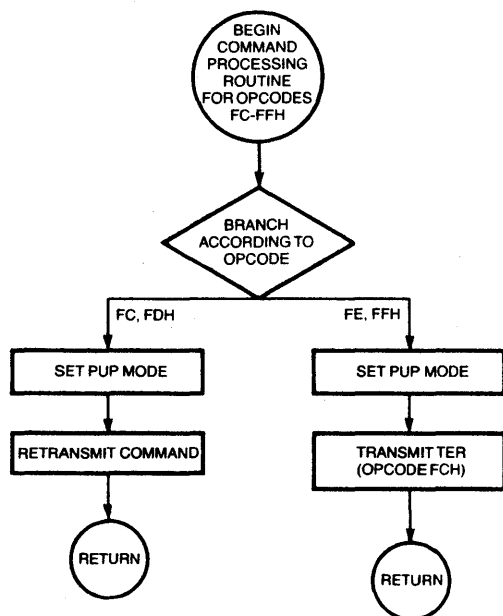 BEGIN
COMMAND
PROCESSING
ROUTINE
FOR OPCODES
FC-FFH
BRANCH
ACCORDING TO
OPCODE
FC, FDH
FE, FFH
SET PUP MODE
SET PUP MODE
RETRANSMIT COMMAND
TRANSMIT TER
(OPCODE FCH)
RETURN
RETURN